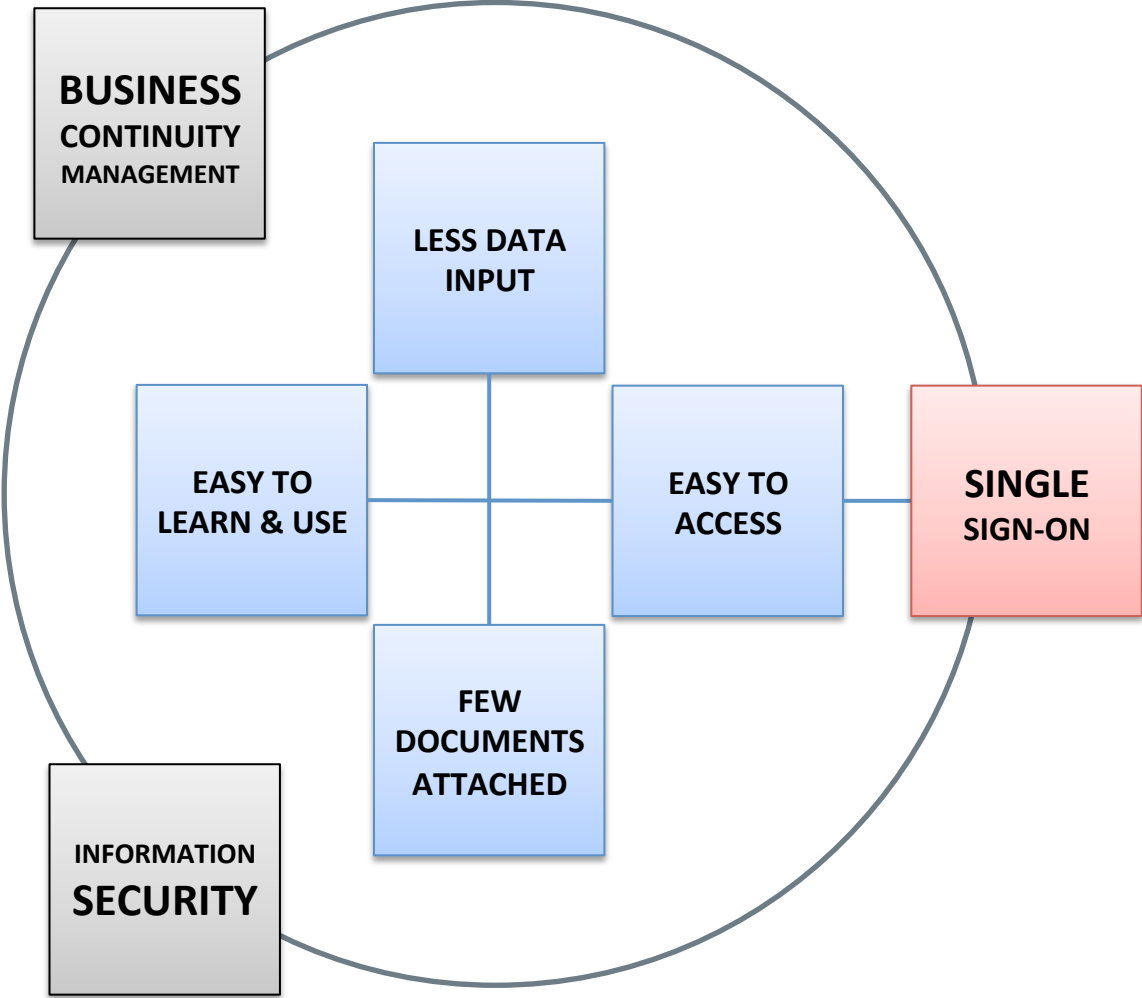 BUSINESS
CONTINUITY
MANAGEMENT
LESS DATA
INPUT
EASY TO
LEARN & USE
EASY TO
ACCESS
SINGLE
SIGN-ON
FEW
DOCUMENTS
ATTACHED
INFORMATION
SECURITY